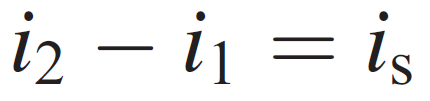 i₂ − i₁ = iₛ